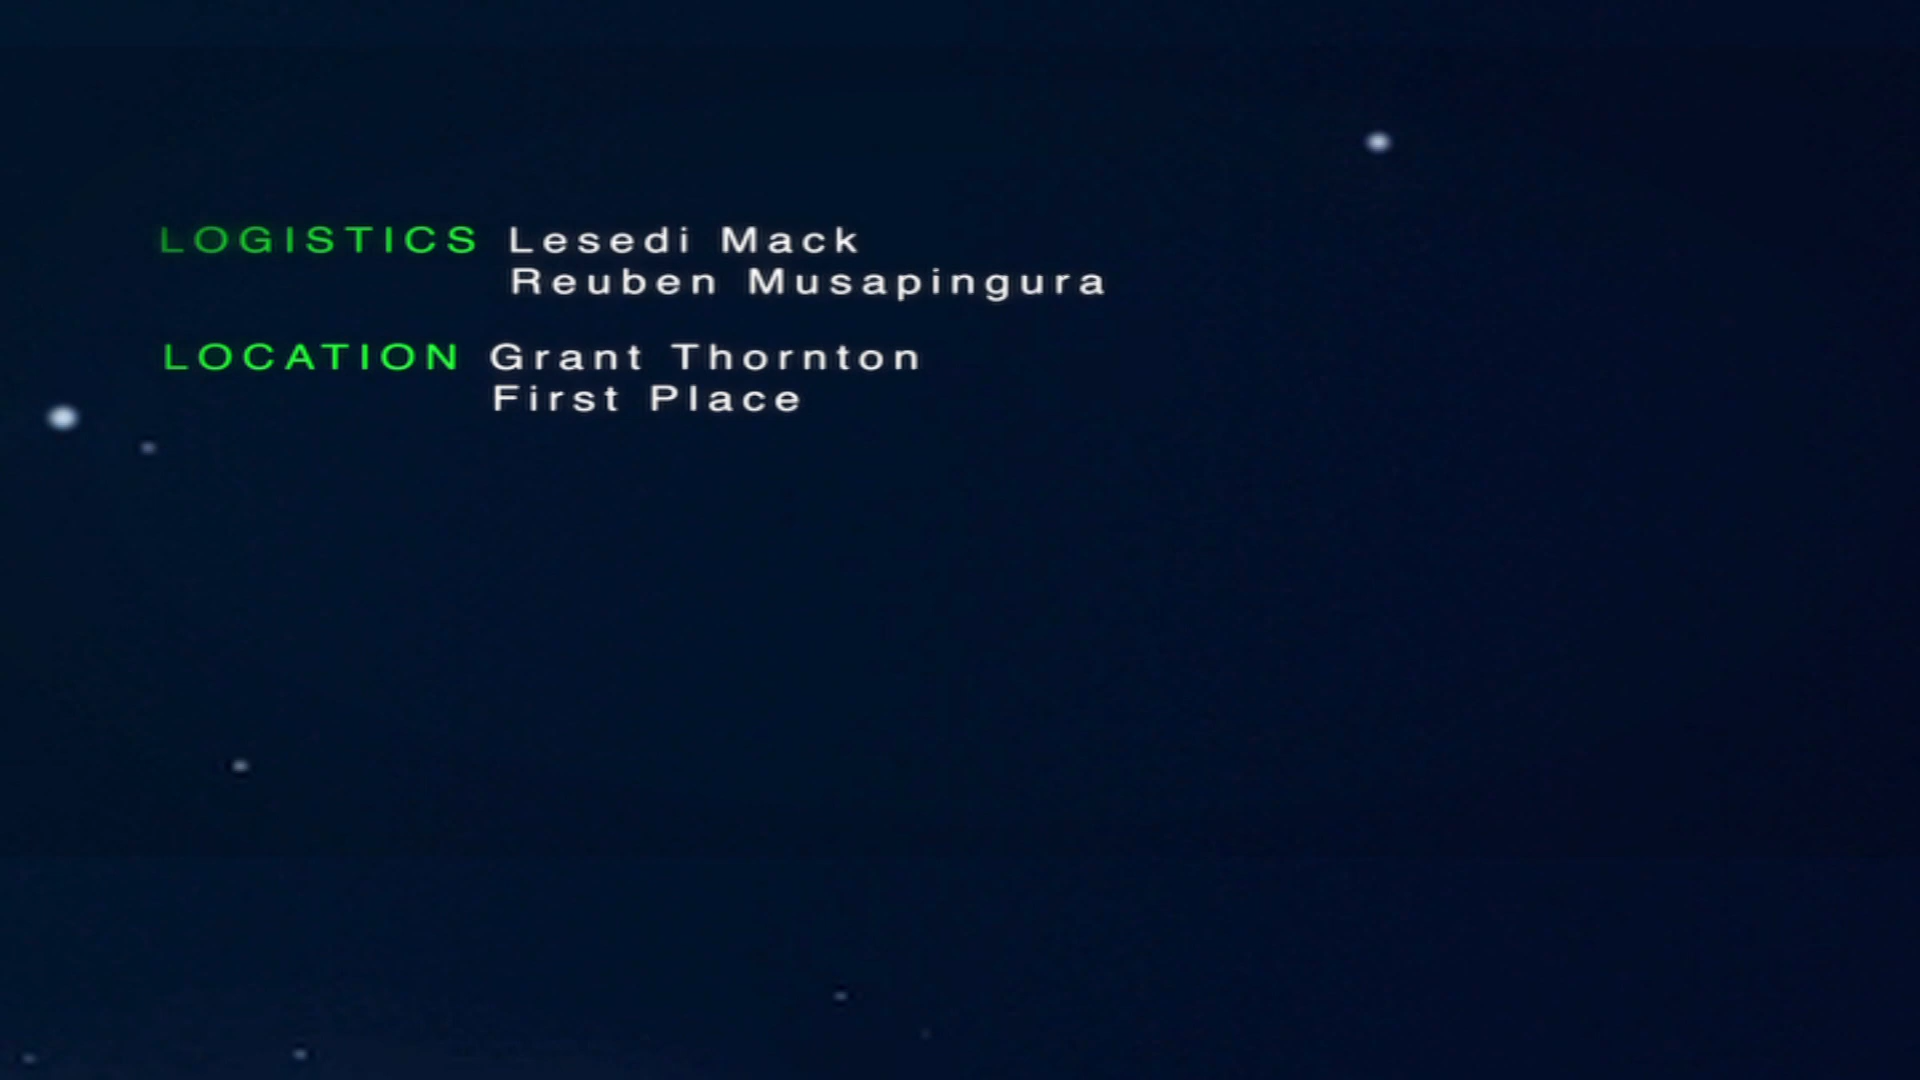 LOGISTICS Lesedi Mack
Reuben Musapingura
LOCATION Grant Thornton
First Place